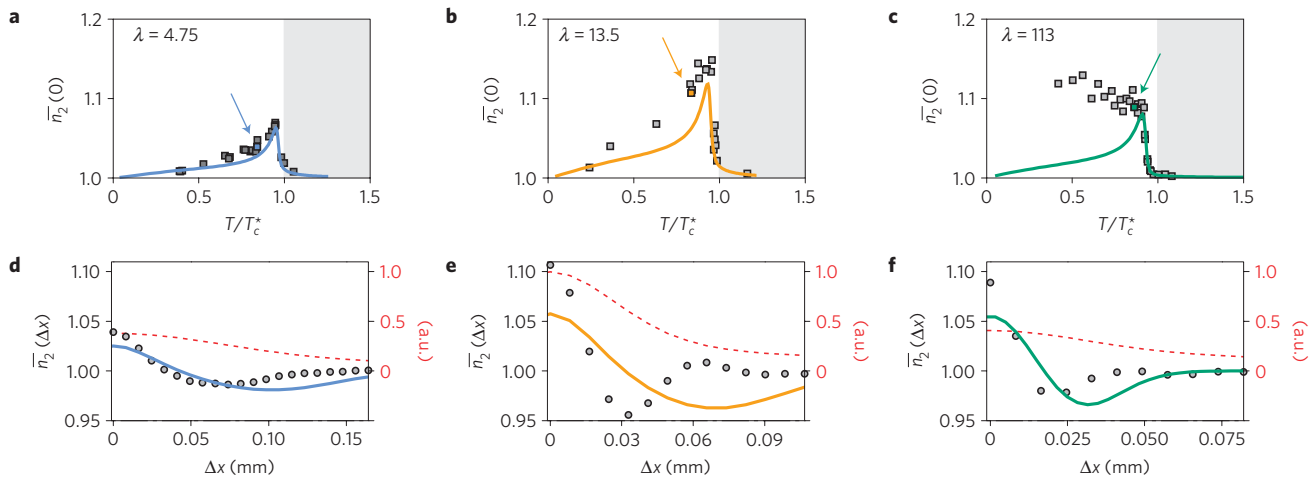 a
λ = 4.75
1.2
1.1
1.0
n̅₂ (0)
0
0.5
1.0
1.5
T/T*c
b
λ = 13.5
1.2
1.1
1.0
n̅₂ (0)
0
0.5
1.0
1.5
T/T*c
c
λ = 113
1.2
1.1
1.0
n̅₂ (0)
0
0.5
1.0
1.5
T/T*c
d
1.10
1.05
1.00
0.95
n̅₂ (Δx)
1.0
0.5
0
(a.u.)
0
0.05
0.10
0.15
Δx (mm)
e
1.10
1.05
1.00
0.95
n̅₂ (Δx)
1.0
0.5
0
(a.u.)
0
0.03
0.06
0.09
Δx (mm)
f
1.10
1.05
1.00
0.95
n̅₂ (Δx)
1.0
0.5
0
(a.u.)
0
0.025
0.050
0.075
Δx (mm)